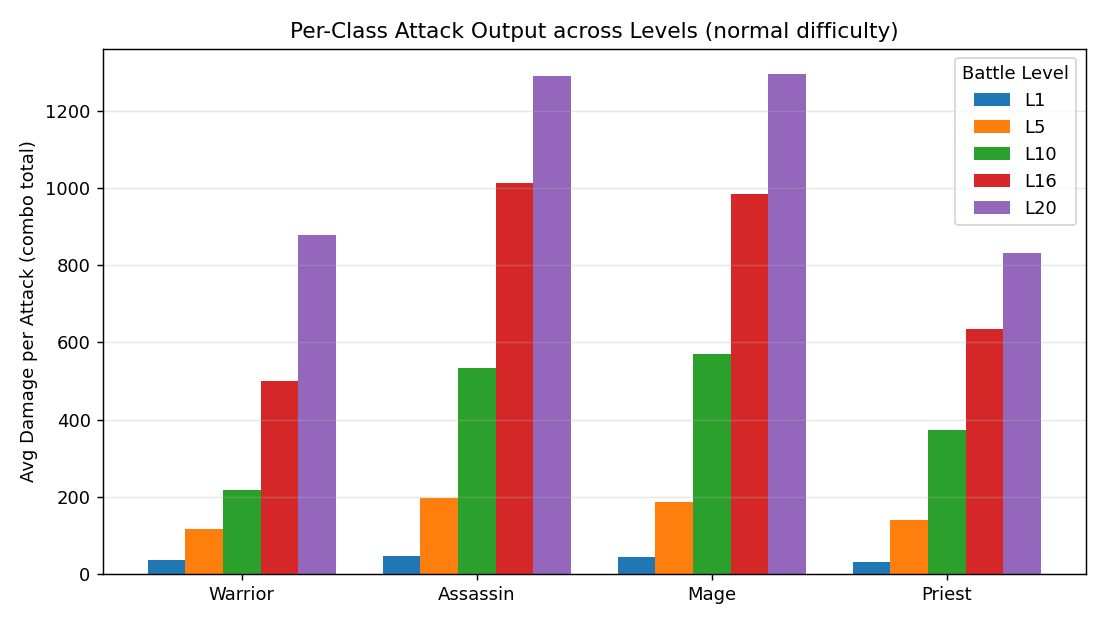 Per-Class Attack Output across Levels (normal difficulty)
Avg Damage per Attack (combo total)
1200
1000
800
600
400
200
0
Battle Level
L1
L5
L10
L16
L20
Warrior
Assassin
Mage
Priest